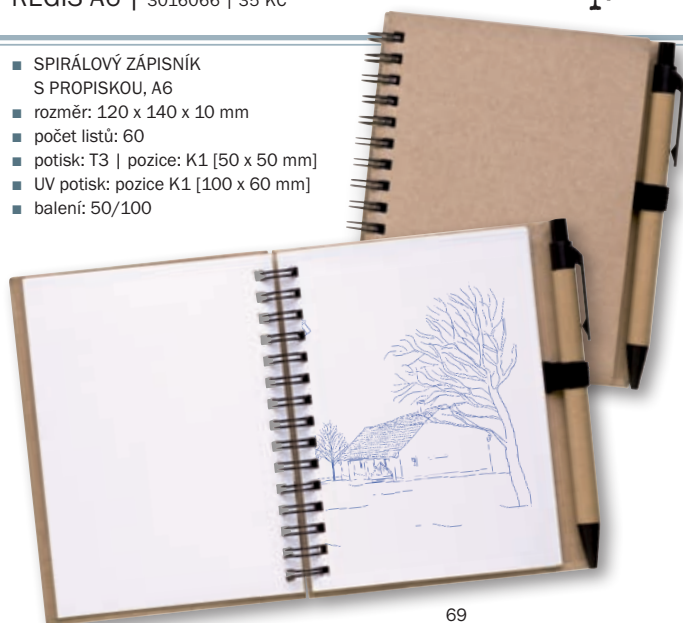 REGIS A6 | 3016066 | 35 Kč
■ SPIRÁLOVÝ ZÁPISNÍK
S PROPISKOU, A6
■ rozměr: 120 x 140 x 10 mm
■ počet listů: 60
■ potisk: T3 | pozice: K1 [50 x 50 mm]
■ UV potisk: pozice K1 [100 x 60 mm]
■ balení: 50/100
69